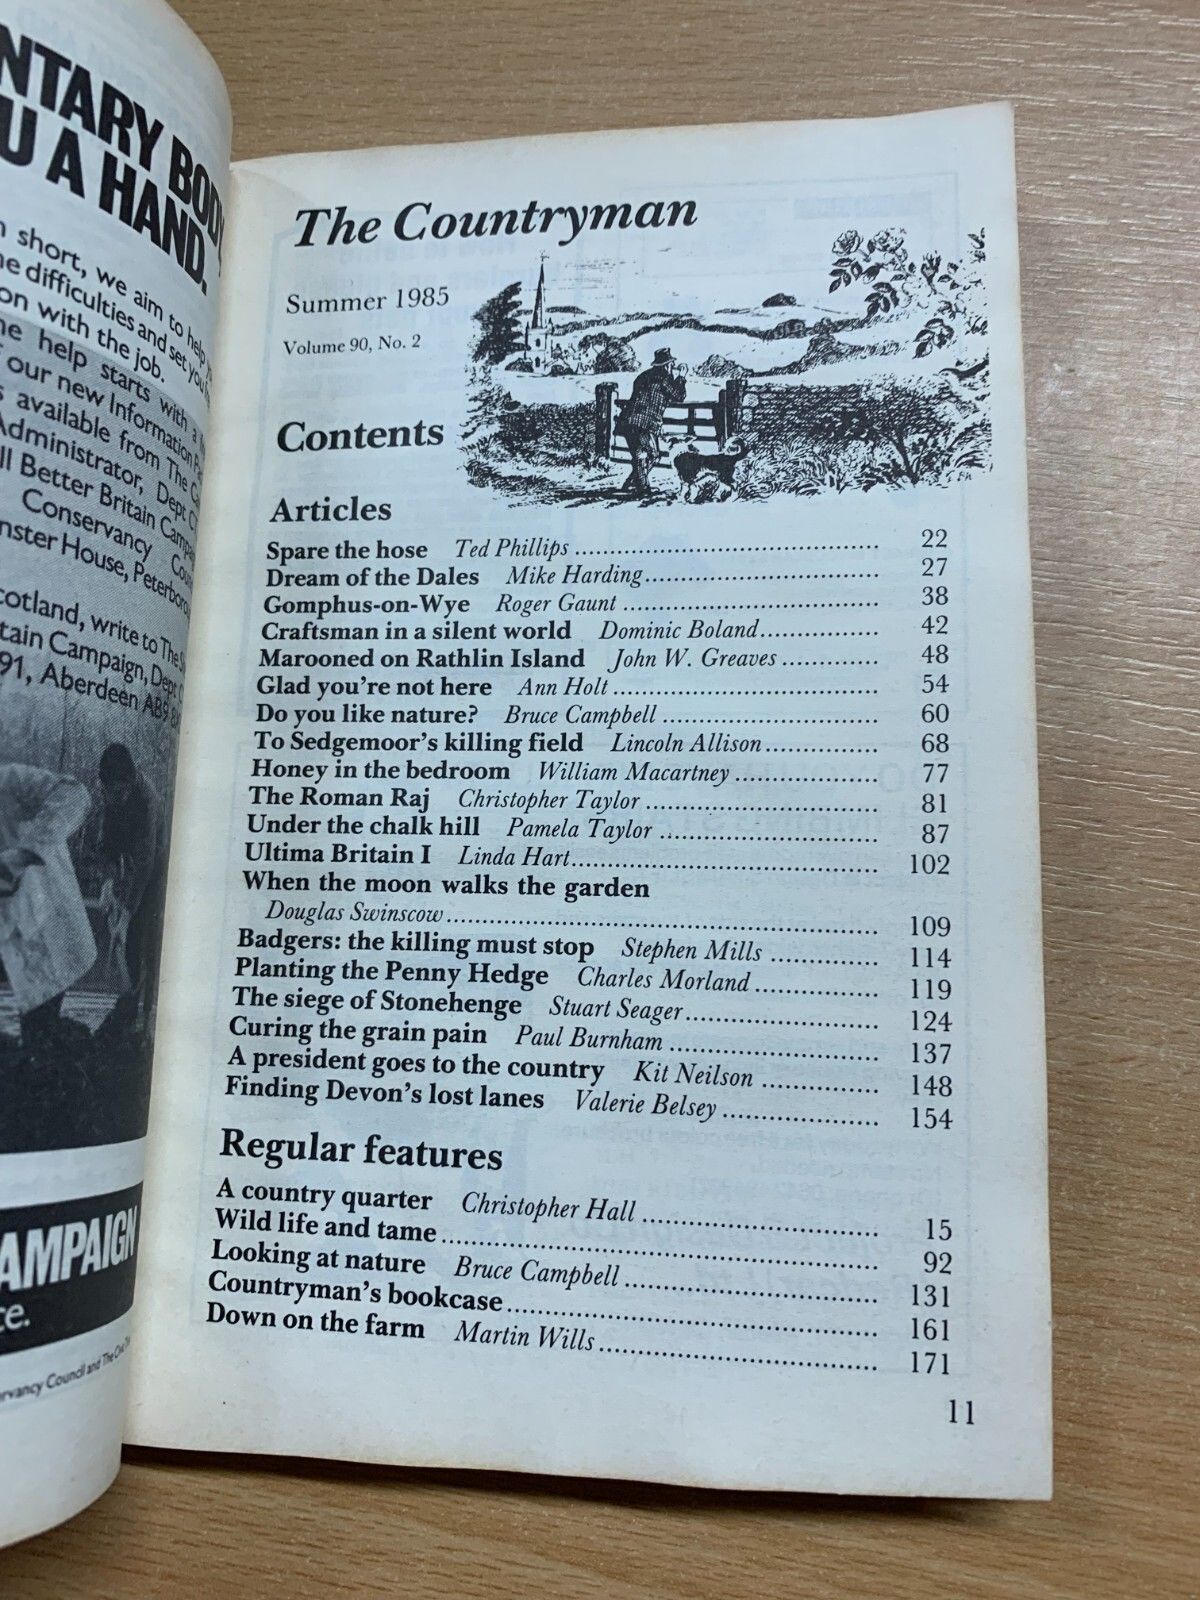 NTARY BODY
U A HAND.
short, we aim to help
difficulties and set you
on with the job.
help starts with a
our new Information
available from The
Administrator, Dept
ll Better Britain
Conservancy
House,
cotland, write to The
tain Campaign, Dept
91, Aberdeen AB9
AMPAIGN
ce.
rvancy Council and The
The Countryman
Summer 1985
Volume 90, No. 2
Contents
Articles
Spare the hose Ted Phillips 22
Dream of the Dales Mike Harding 27
Gomphus-on-Wye Roger Gaunt 38
Craftsman in a silent world Dominic Boland 42
Marooned on Rathlin Island John W. Greaves 48
Glad you're not here Ann Holt 54
Do you like nature? Bruce Campbell 60
To Sedgemoor's killing field Lincoln Allison 68
Honey in the bedroom William Macartney 77
The Roman Raj Christopher Taylor 81
Under the chalk hill Pamela Taylor 87
Ultima Britain I Linda Hart 102
When the moon walks the garden
Douglas Swinscow 109
Badgers: the killing must stop Stephen Mills 114
Planting the Penny Hedge Charles Morland 119
The siege of Stonehenge Stuart Seager 124
Curing the grain pain Paul Burnham 137
A president goes to the country Kit Neilson 148
Finding Devon's lost lanes Valerie Belsey 154
Regular features
A country quarter Christopher Hall 15
Wild life and tame 92
Looking at nature Bruce Campbell 131
Countryman's bookcase 161
Down on the farm Martin Wills 171
11